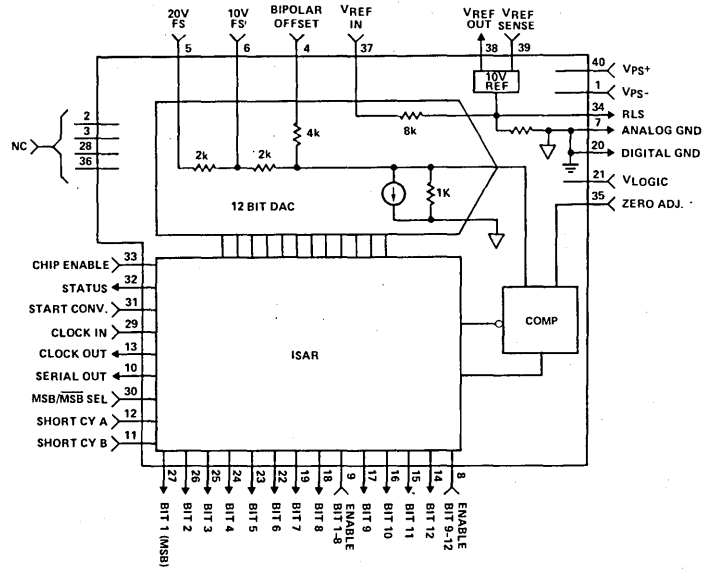 20V FS
5
10V FS
6
BIPOLAR OFFSET
4
VREF IN
37
VREF OUT
38
VREF SENSE
39
10V REF
40 VPS+
1 VPS-
34 RLS
7 ANALOG GND
20 DIGITAL GND
21 VLOGIC
35 ZERO ADJ.
NC
2
3
28
36
4k
8k
2k
2k
1K
12 BIT DAC
CHIP ENABLE 33
STATUS 32
START CONV. 31
CLOCK IN 29
CLOCK OUT 13
SERIAL OUT 10
MSB/MSB SEL 30
SHORT CY A 12
SHORT CY B 11
ISAR
COMP
27 BIT 1 (MSB)
26 BIT 2
25 BIT 3
24 BIT 4
23 BIT 5
22 BIT 6
19 BIT 7
18 BIT 8
9 ENABLE BIT 1-8
17 BIT 9
16 BIT 10
15 BIT 11
14 BIT 12
8 ENABLE BIT 9-12